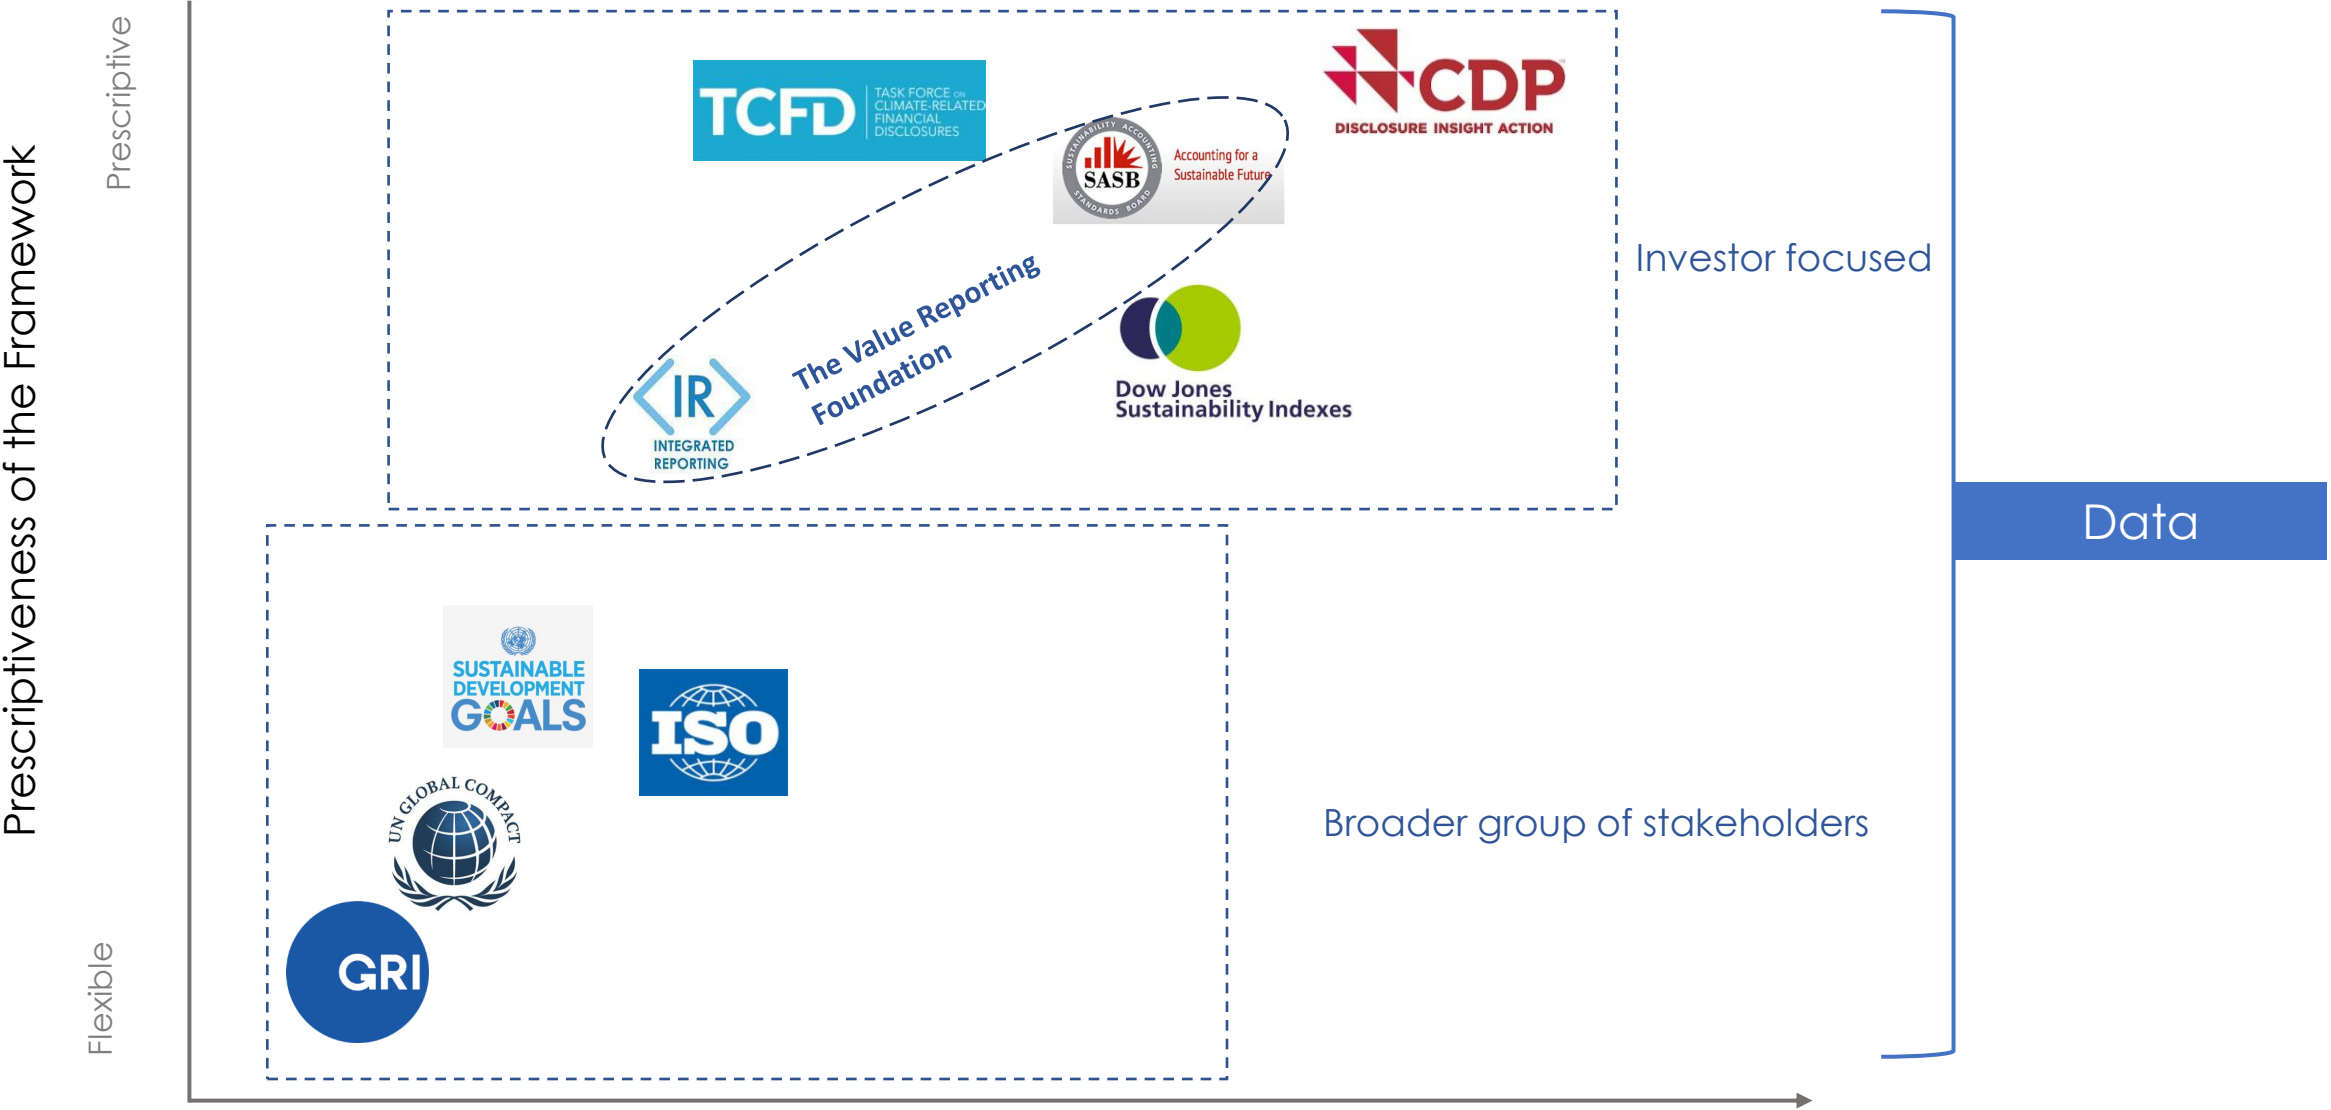 Prescriptiveness of the Framework
Prescriptive
Flexible
TCFD
TASK FORCE ON
CLIMATE-RELATED
FINANCIAL
DISCLOSURES
CDP
DISCLOSURE INSIGHT ACTION
SUSTAINABILITY ACCOUNTING
SASB
STANDARDS BOARD
Accounting for a
Sustainable Future
The Value Reporting
Foundation
IR
INTEGRATED
REPORTING
Dow Jones
Sustainability Indexes
Investor focused
Data
SUSTAINABLE
DEVELOPMENT
GOALS
ISO
UN GLOBAL COMPACT
GRI
Broader group of stakeholders